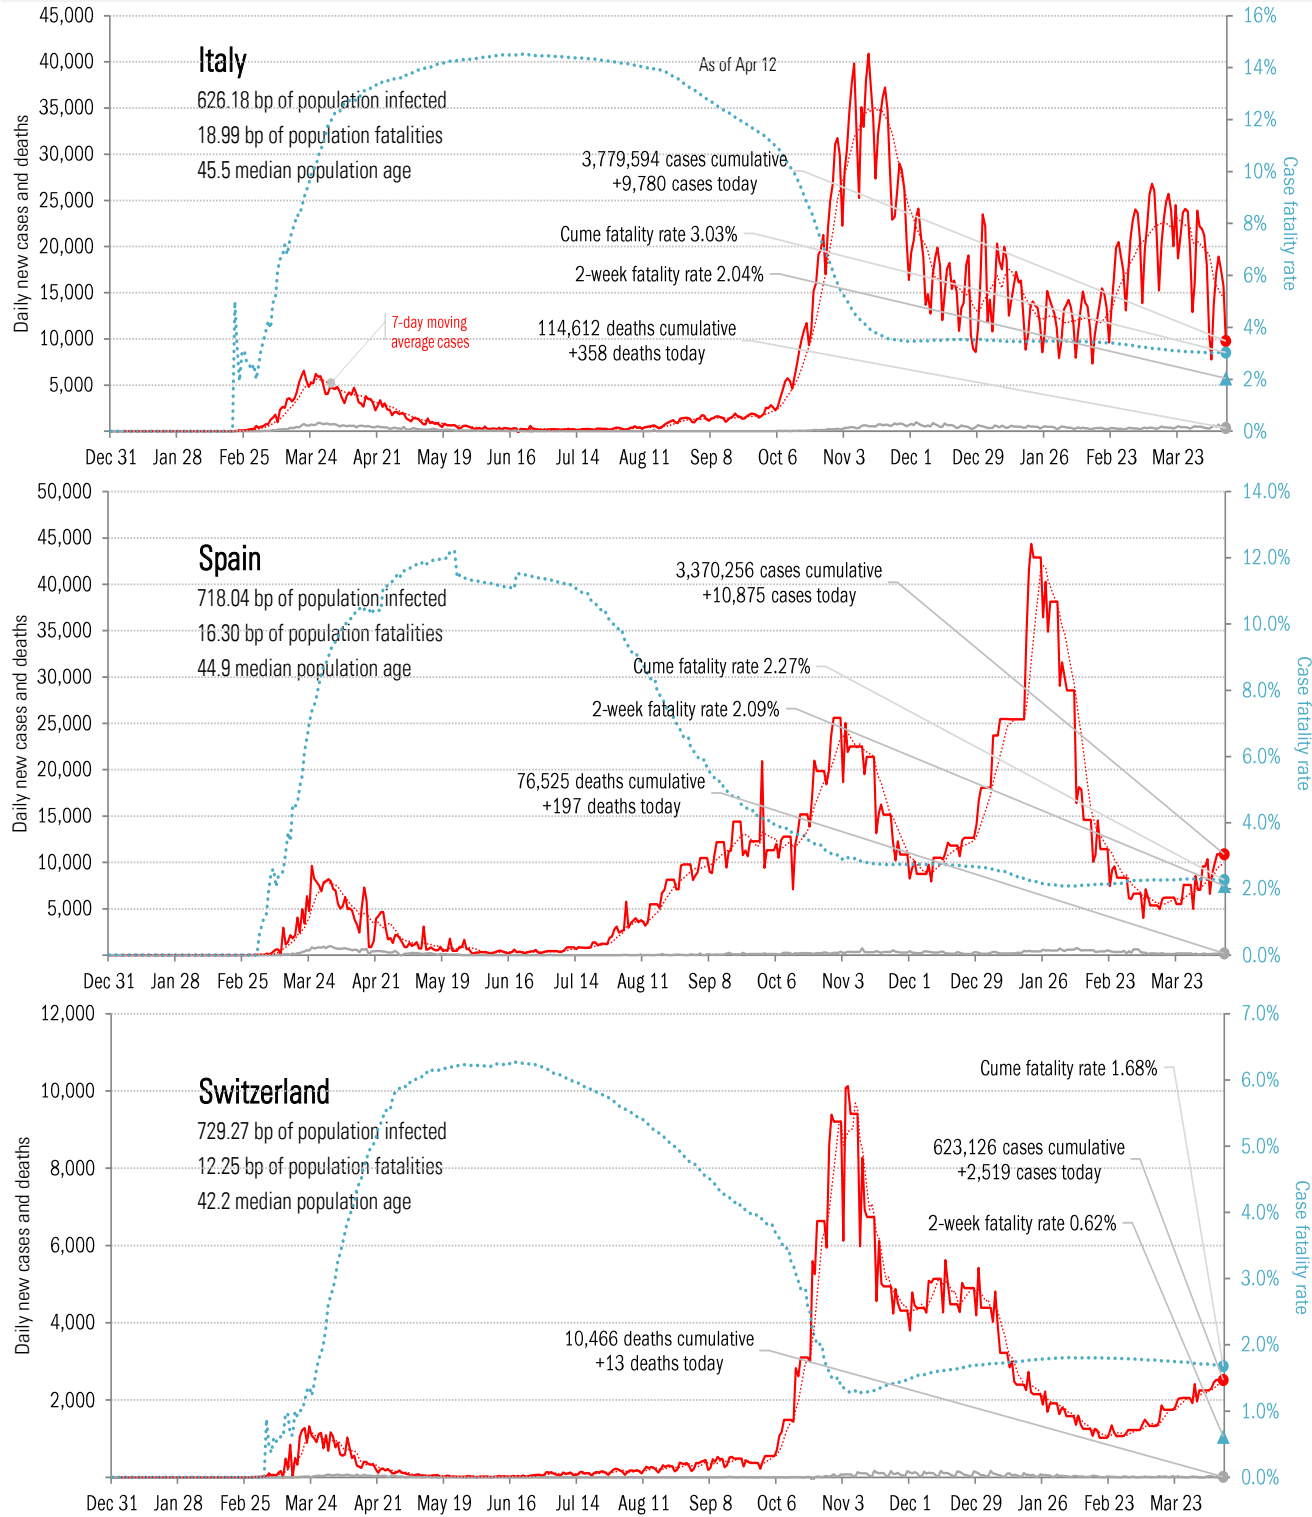 45,000
16%
Italy
As of Apr 12
40,000
14%
626.18 bp of population infected
35,000
12%
18.99 bp of population fatalities
30,000
3,779,594 cases cumulative
+9,780 cases today
10%
45.5 median population age
25,000
8%
Cume fatality rate 3.03%
20,000
2-week fatality rate 2.04%
6%
15,000
7-day moving
average cases
114,612 deaths cumulative
+358 deaths today
4%
10,000
2%
5,000
0%
Daily new cases and deaths
Case fatality rate
Dec 31 Jan 28 Feb 25 Mar 24 Apr 21 May 19 Jun 16 Jul 14 Aug 11 Sep 8 Oct 6 Nov 3 Dec 1 Dec 29 Jan 26 Feb 23 Mar 23
50,000
14.0%
45,000
Spain
12.0%
3,370,256 cases cumulative
+10,875 cases today
40,000
718.04 bp of population infected
10.0%
35,000
16.30 bp of population fatalities
30,000
44.9 median population age
Cume fatality rate 2.27%
8.0%
25,000
2-week fatality rate 2.09%
20,000
6.0%
76,525 deaths cumulative
+197 deaths today
15,000
4.0%
10,000
2.0%
5,000
0.0%
Daily new cases and deaths
Case fatality rate
Dec 31 Jan 28 Feb 25 Mar 24 Apr 21 May 19 Jun 16 Jul 14 Aug 11 Sep 8 Oct 6 Nov 3 Dec 1 Dec 29 Jan 26 Feb 23 Mar 23
12,000
7.0%
Cume fatality rate 1.68%
10,000
Switzerland
6.0%
729.27 bp of population infected
623,126 cases cumulative
+2,519 cases today
5.0%
8,000
12.25 bp of population fatalities
42.2 median population age
2-week fatality rate 0.62%
4.0%
6,000
3.0%
4,000
10,466 deaths cumulative
+13 deaths today
2.0%
2,000
1.0%
0.0%
Daily new cases and deaths
Case fatality rate
Dec 31 Jan 28 Feb 25 Mar 24 Apr 21 May 19 Jun 16 Jul 14 Aug 11 Sep 8 Oct 6 Nov 3 Dec 1 Dec 29 Jan 26 Feb 23 Mar 23